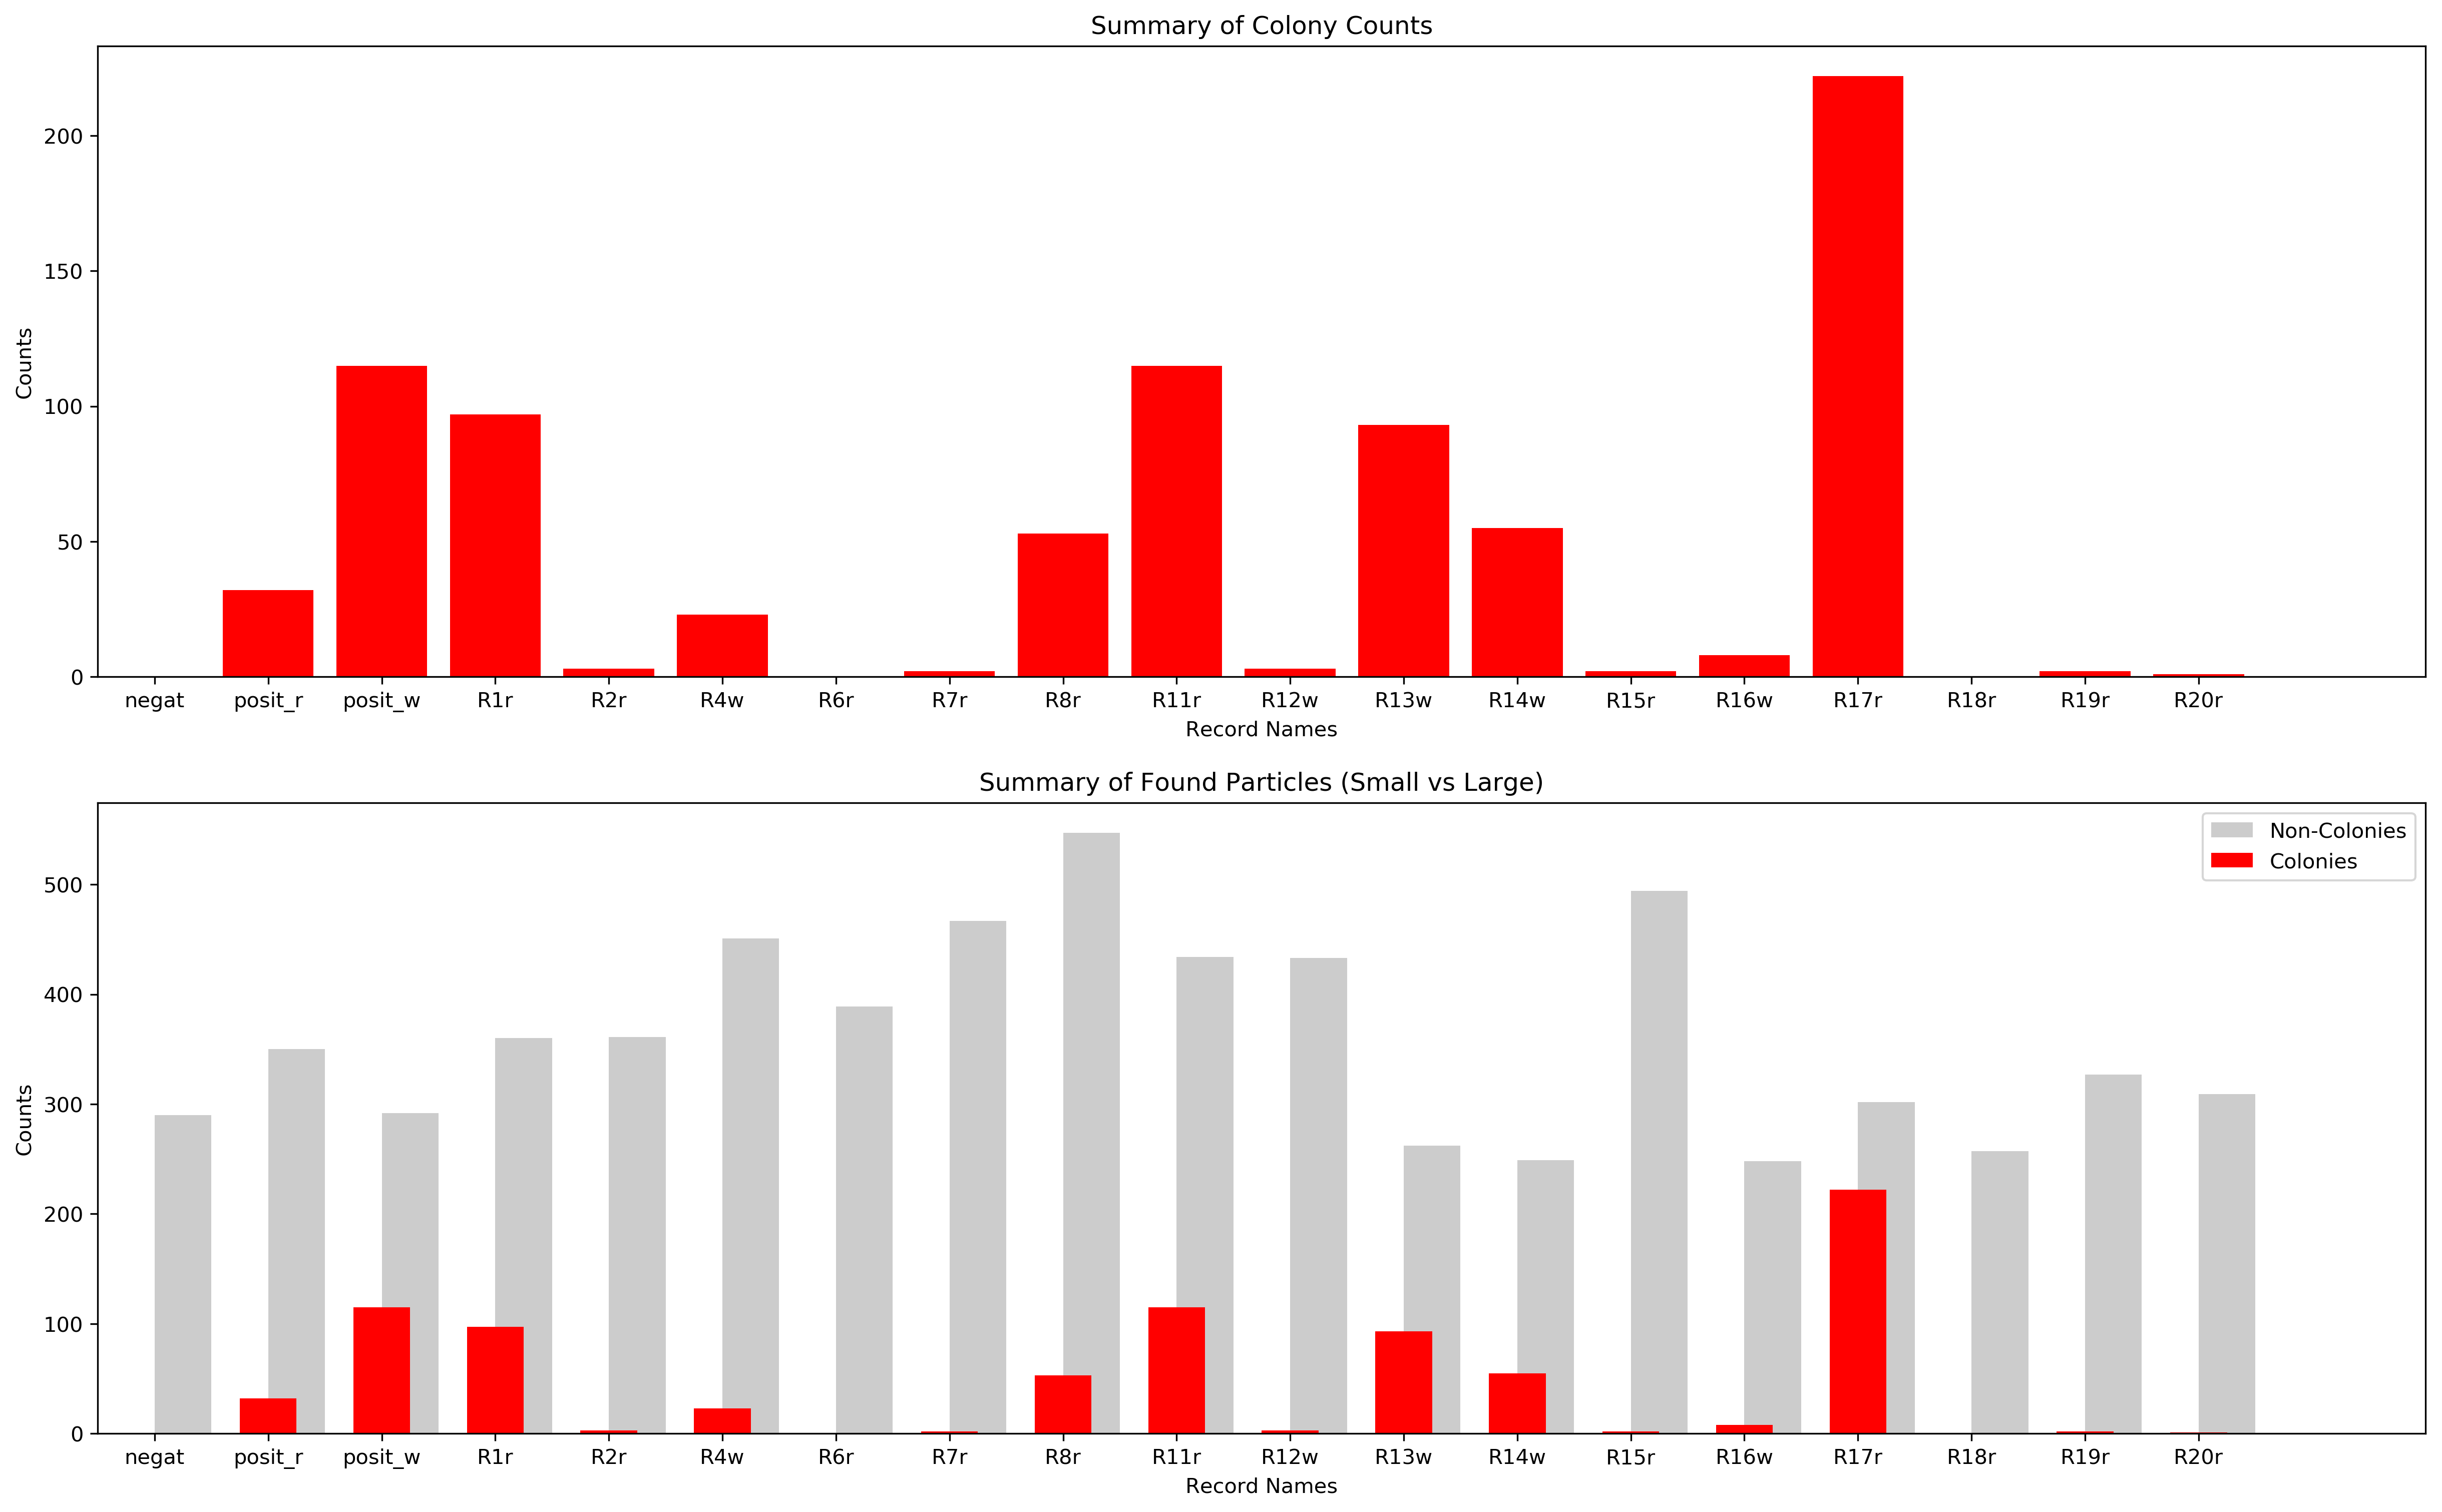 Summary of Colony Counts
Counts
200
150
100
50
0
negat posit_r posit_w R1r R2r R4w R6r R7r R8r R11r R12w R13w R14w R15r R16w R17r R18r R19r R20r
Record Names
Summary of Found Particles (Small vs Large)
Non-Colonies
Colonies
Counts
500
400
300
200
100
0
negat posit_r posit_w R1r R2r R4w R6r R7r R8r R11r R12w R13w R14w R15r R16w R17r R18r R19r R20r
Record Names